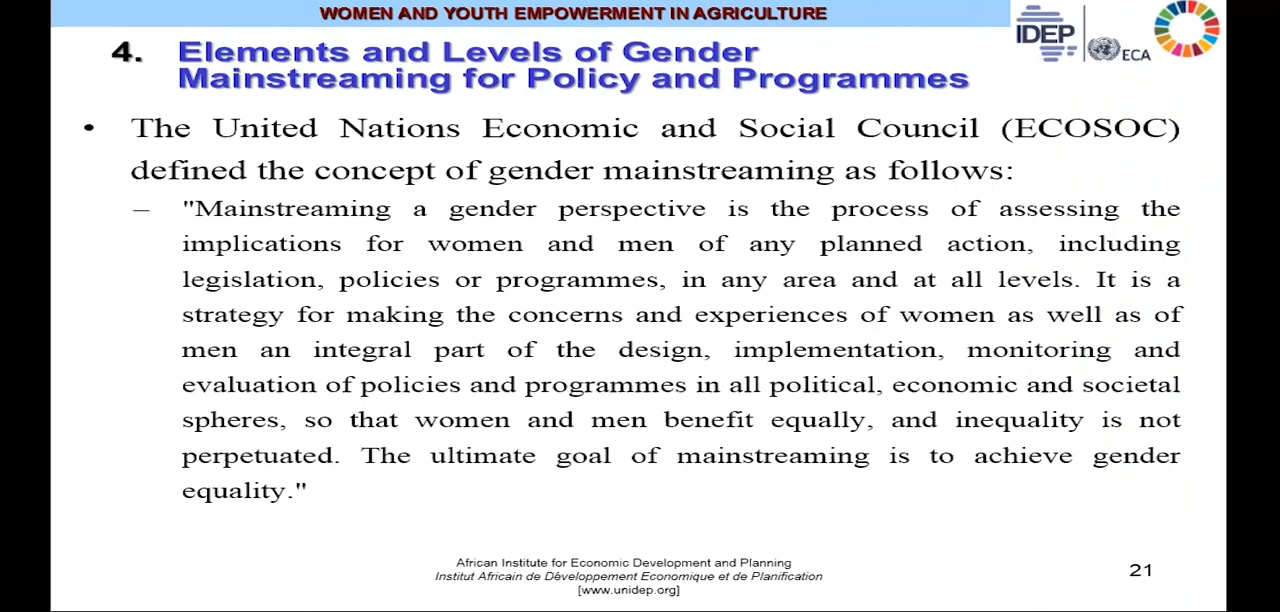 WOMEN AND YOUTH EMPOWERMENT IN AGRICULTURE
IDEP
ECA
4. Elements and Levels of Gender
Mainstreaming for Policy and Programmes
• The United Nations Economic and Social Council (ECOSOC)
defined the concept of gender mainstreaming as follows:
– "Mainstreaming a gender perspective is the process of assessing the
implications for women and men of any planned action, including
legislation, policies or programmes, in any area and at all levels. It is a
strategy for making the concerns and experiences of women as well as of
men an integral part of the design, implementation, monitoring and
evaluation of policies and programmes in all political, economic and societal
spheres, so that women and men benefit equally, and inequality is not
perpetuated. The ultimate goal of mainstreaming is to achieve gender
equality."
African Institute for Economic Development and Planning
Institut Africain de Développement Economique et de Planification
[www.unidep.org]
21